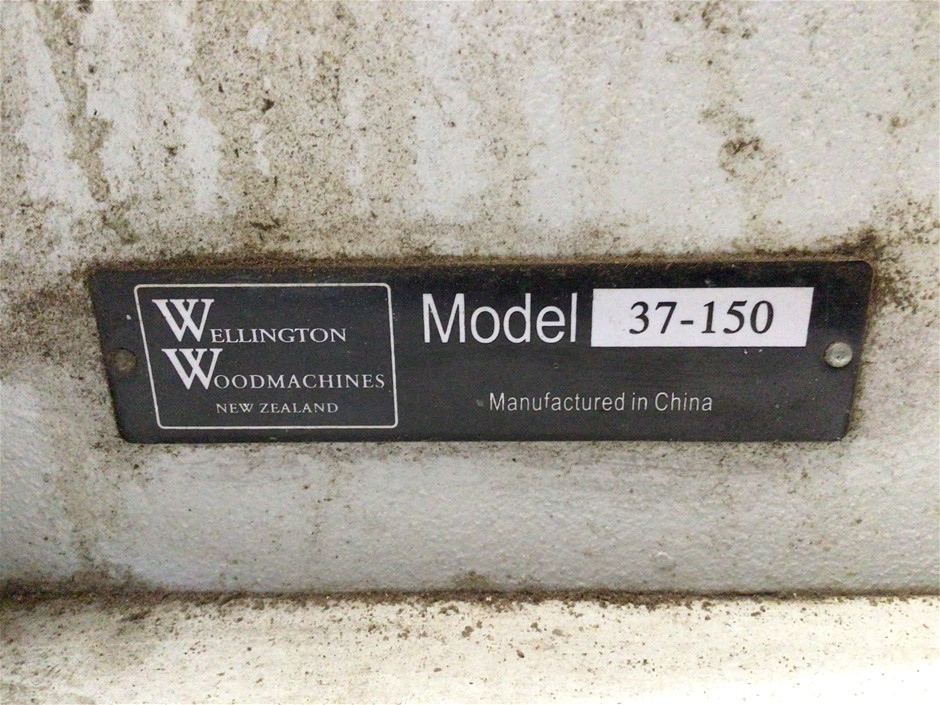 WELLINGTON
WOODMACHINES
NEW ZEALAND
Model 37-150
Manufactured in China